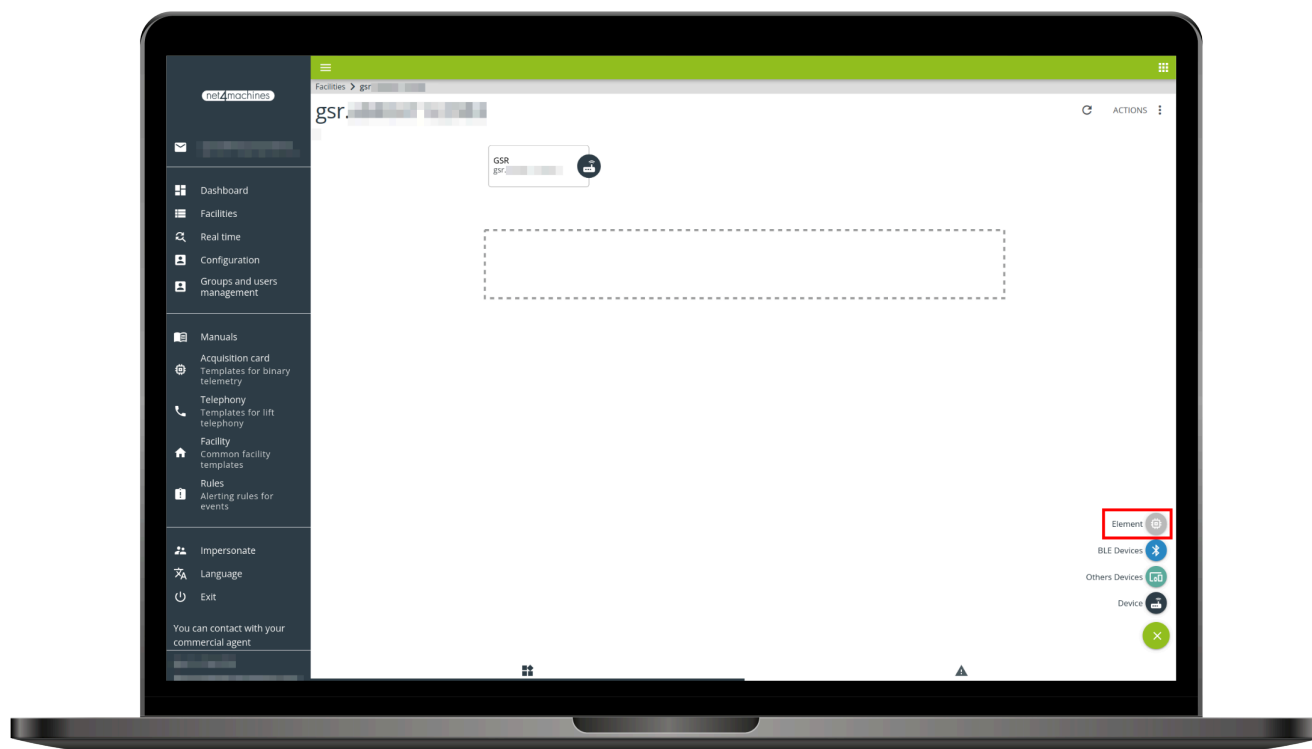 net4machines
Facilities > gsr
gsr.
ACTIONS
GSR
gsr.
Dashboard
Facilities
Real time
Configuration
Groups and users
management
Manuals
Acquisition card
Templates for binary
telemetry
Telephony
Templates for lift
telephony
Facility
Common facility
templates
Rules
Alerting rules for
events
Impersonate
Language
Exit
You can contact with your
commercial agent
Element
BLE Devices
Others Devices
Device